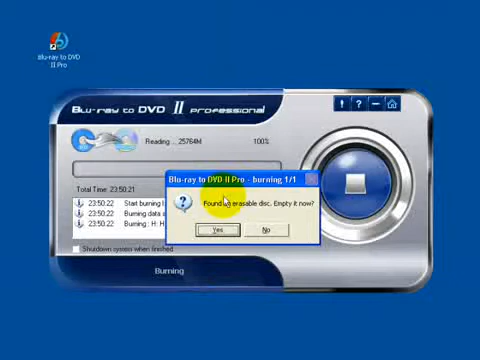 Blu-ray to DVD
II Pro
Blu-ray to DVD II professional
! ?
Reading ...25764M 100%
Total Time: 23:50:21
23:50:22 Start burning
23:50:22 Burning data
23:50:22 Burning : H: H
Blu-ray to DVD II Pro - burning 1/1
Found erasable disc. Empty it now?
Yes No
Shutdown system when finished
Burning